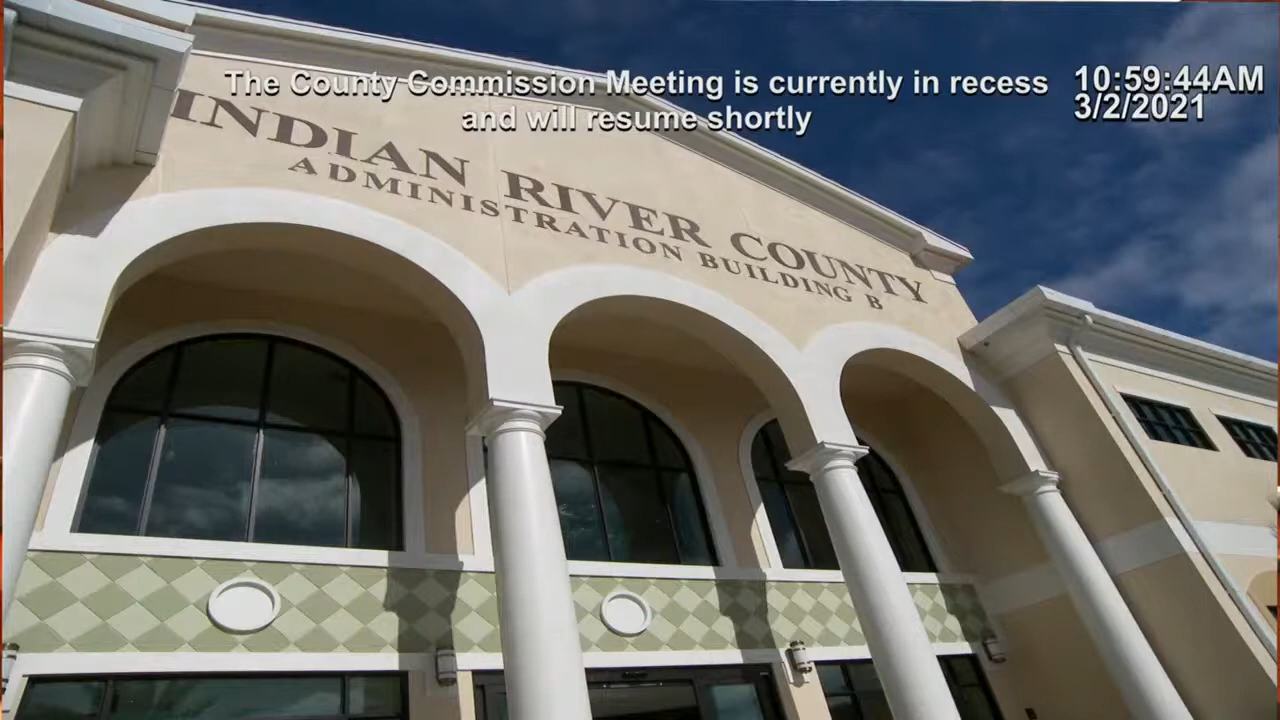 The County Commission Meeting is currently in recess
and will resume shortly
10:59:44AM
3/2/2021
INDIAN RIVER COUNTY
ADMINISTRATION BUILDING B